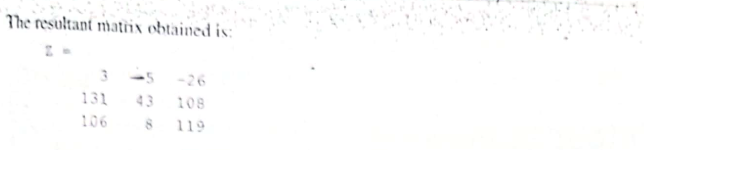 The resultant matrix obtained is:
Z =
3 -5 -26
131 43 108
106 8 119